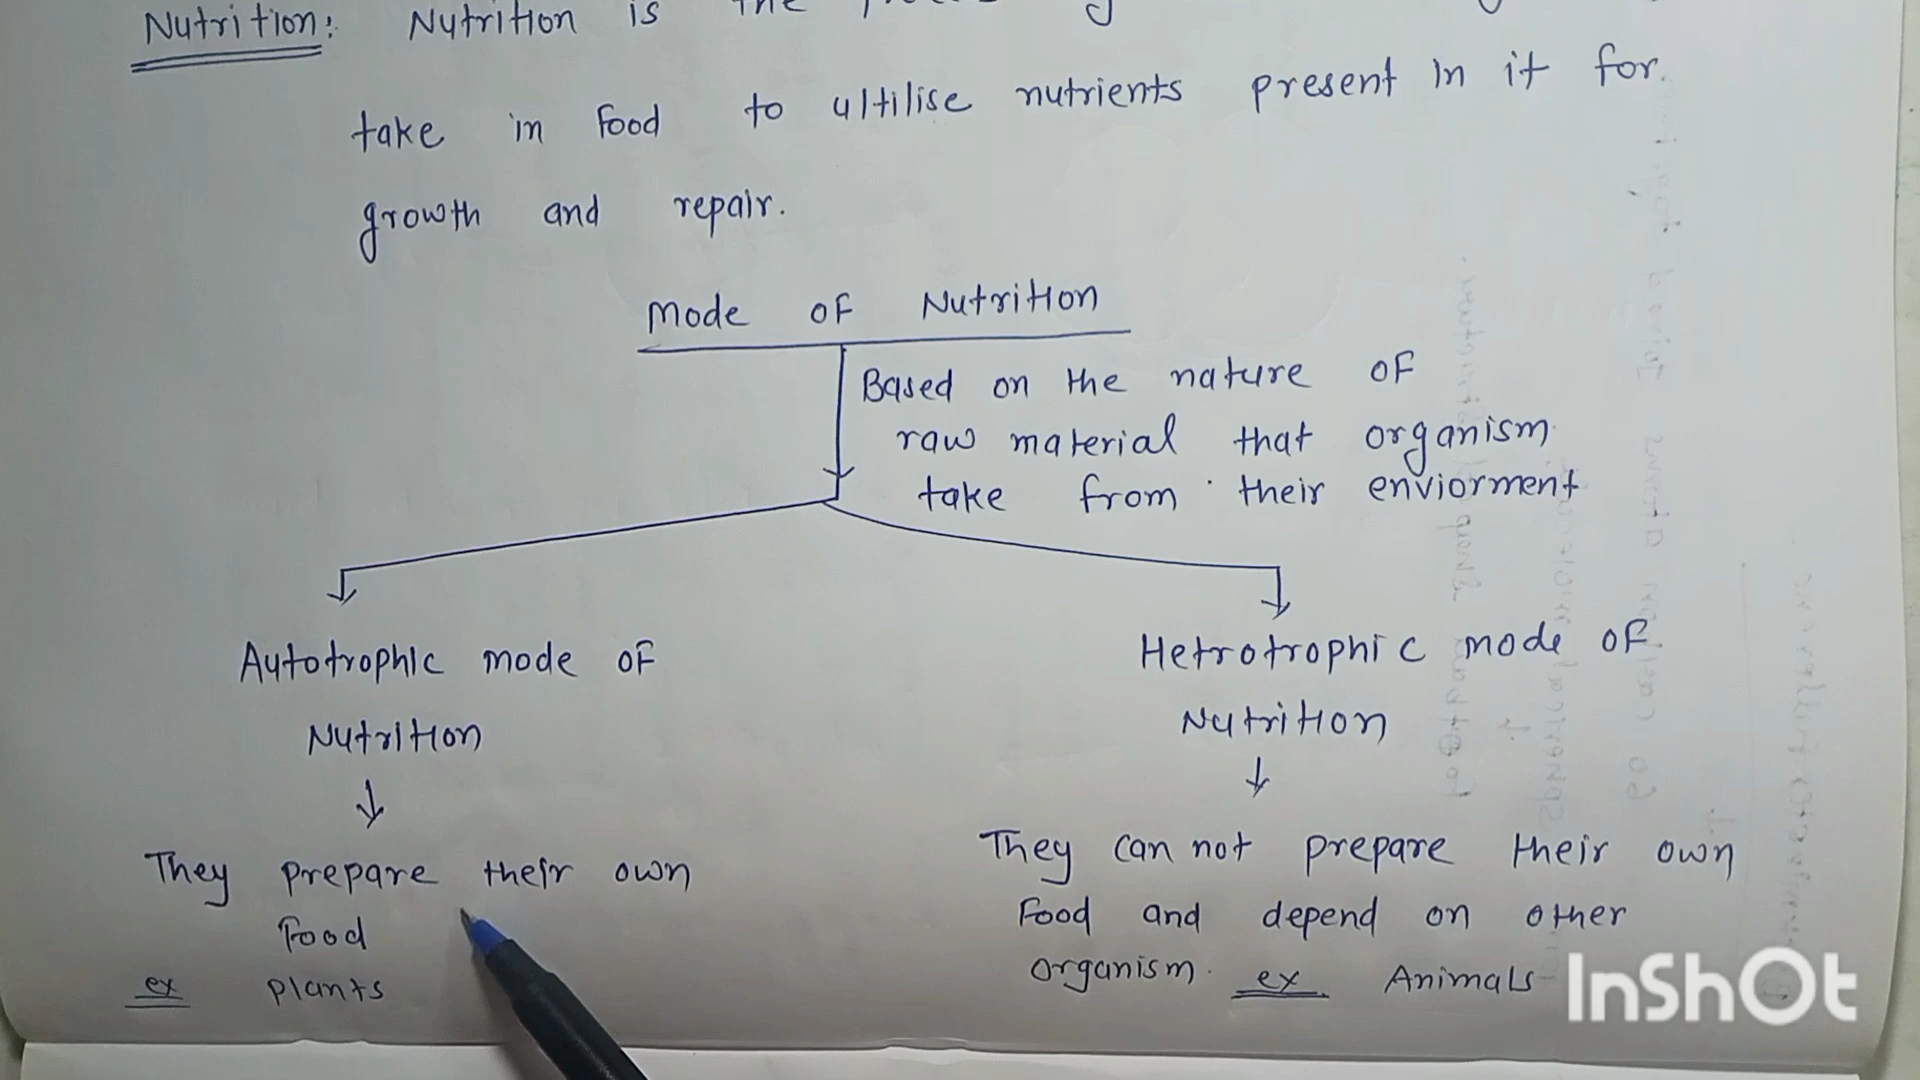 Nutrition: Nutrition is the
take in food to ultilise nutrients present in it for
growth and repair.
Mode of Nutrition
Based on the nature of
raw material that organism
take from their enviorment
Autotrophic mode of
Nutrition
Hetrotrophic mode of
Nutrition
They prepare their own
food
ex plants
They can not prepare their own
food and depend on other
organism. ex Animals
InShOt